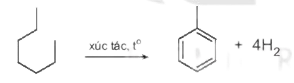 xúc tác, t° + 4H₂